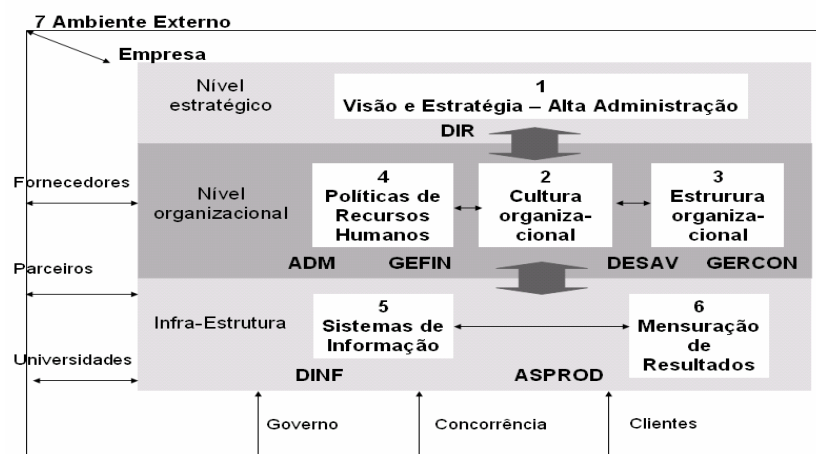 7 Ambiente Externo
Empresa
Nível
estratégico
1
Visão e Estratégia – Alta Administração
DIR
Fornecedores
Nível
organizacional
4
Políticas de
Recursos
Humanos
2
Cultura
organiza-
cional
3
Estrurura
organiza-
cional
ADM
GEFIN
DESAV
GERCON
Parceiros
Infra-Estrutura
5
Sistemas de
Informação
6
Mensuração
de
Resultados
Universidades
DINF
ASPROD
Governo
Concorrência
Clientes